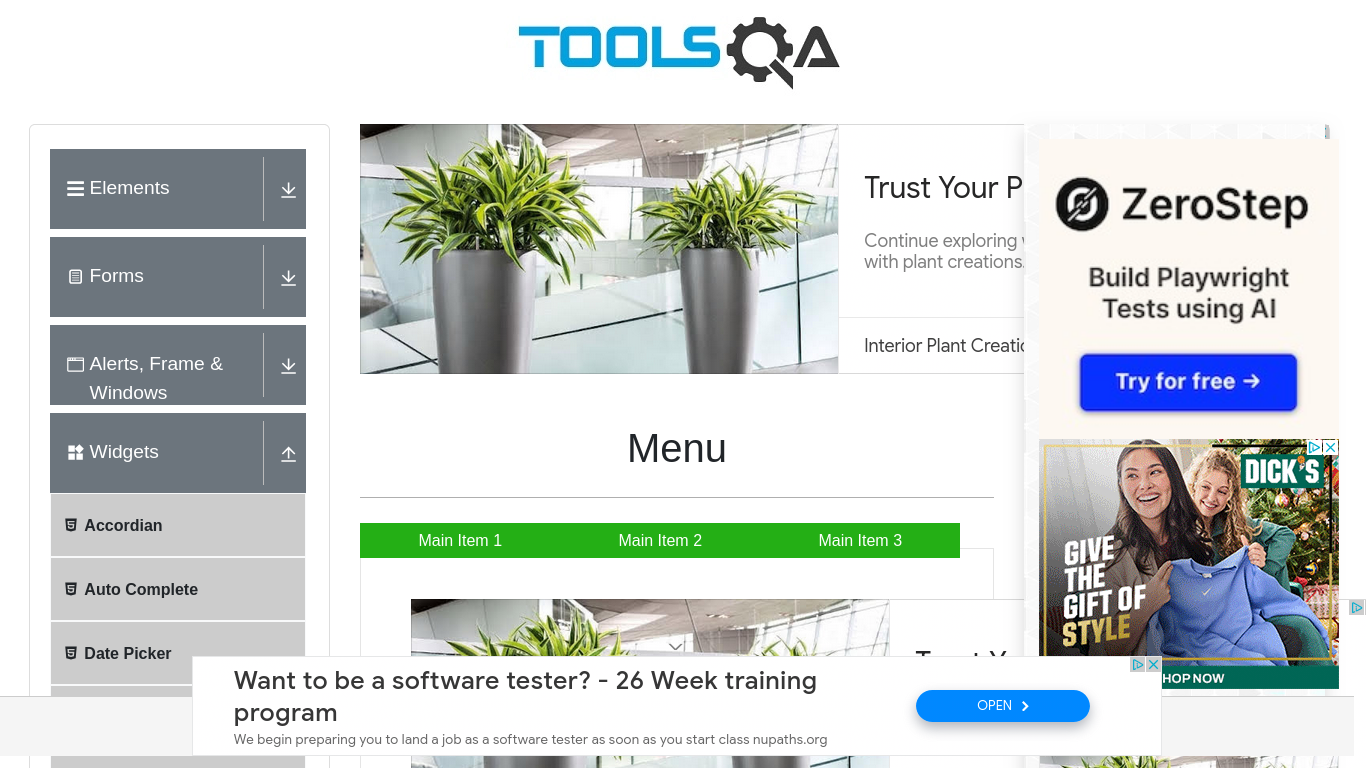 TOOLSQA
Elements
Forms
Alerts, Frame &
Windows
Widgets
Accordian
Auto Complete
Date Picker
Trust Your P
Continue exploring
with plant creations.
Interior Plant Creatio
ZeroStep
Build Playwright
Tests using AI
Try for free →
Menu
Main Item 1
Main Item 2
Main Item 3
DICK'S
GIVE
THE
GIFT OF
STYLE
HOP NOW
Want to be a software tester? - 26 Week training
program
We begin preparing you to land a job as a software tester as soon as you start class nupaths.org
OPEN